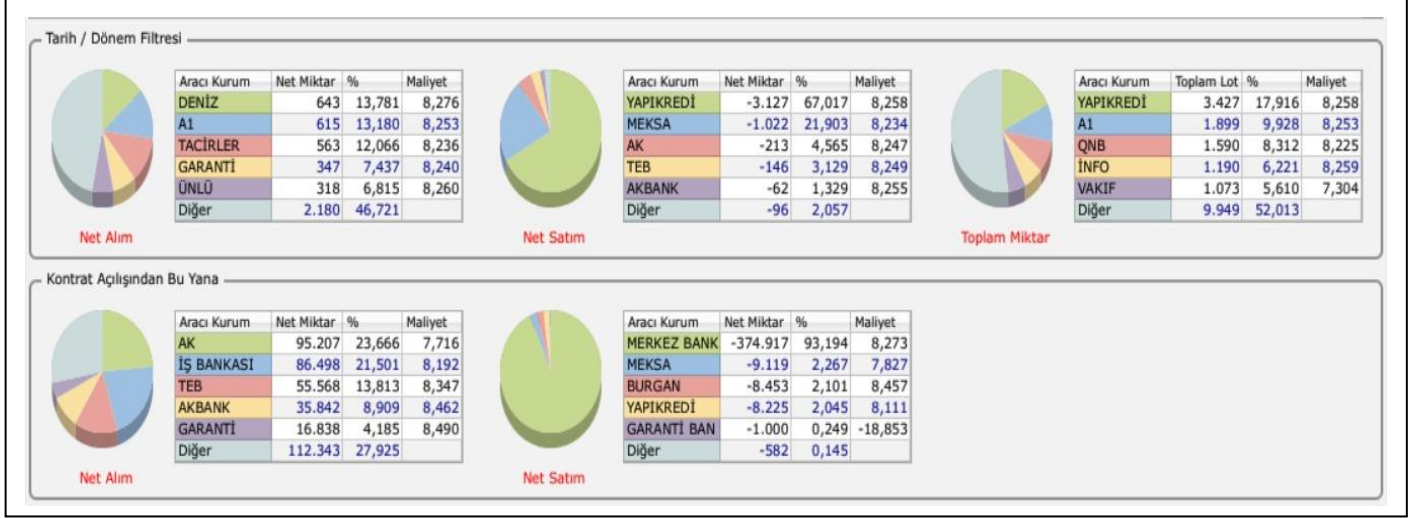 Tarih / Dönem Filtresi
Aracı Kurum Net Miktar % Maliyet
DENİZ 643 13,781 8,276
A1 615 13,180 8,253
TACİRLER 563 12,066 8,236
GARANTİ 347 7,437 8,240
ÜNLÜ 318 6,815 8,260
Diğer 2.180 46,721
Net Alım
Aracı Kurum Net Miktar % Maliyet
YAPIKREDİ -3.127 67,017 8,258
MEKSA -1.022 21,903 8,234
AK -213 4,565 8,247
TEB -146 3,129 8,249
AKBANK -62 1,329 8,255
Diğer -96 2,057
Net Satım
Aracı Kurum Toplam Lot % Maliyet
YAPIKREDİ 3.427 17,916 8,258
A1 1.899 9,928 8,253
QNB 1.590 8,312 8,225
İNFO 1.190 6,221 8,259
VAKIF 1.073 5,610 7,304
Diğer 9.949 52,013
Toplam Miktar
Kontrat Açılışından Bu Yana
Aracı Kurum Net Miktar % Maliyet
AK 95.207 23,666 7,716
İŞ BANKASI 86.498 21,501 8,192
TEB 55.568 13,813 8,347
AKBANK 35.842 8,909 8,462
GARANTİ 16.838 4,185 8,490
Diğer 112.343 27,925
Net Alım
Aracı Kurum Net Miktar % Maliyet
MERKEZ BANK -374.917 93,194 8,273
MEKSA -9.119 2,267 7,827
BURGAN -8.453 2,101 8,457
YAPIKREDİ -8.225 2,045 8,111
GARANTİ BAN -1.000 0,249 -18,853
Diğer -582 0,145
Net Satım